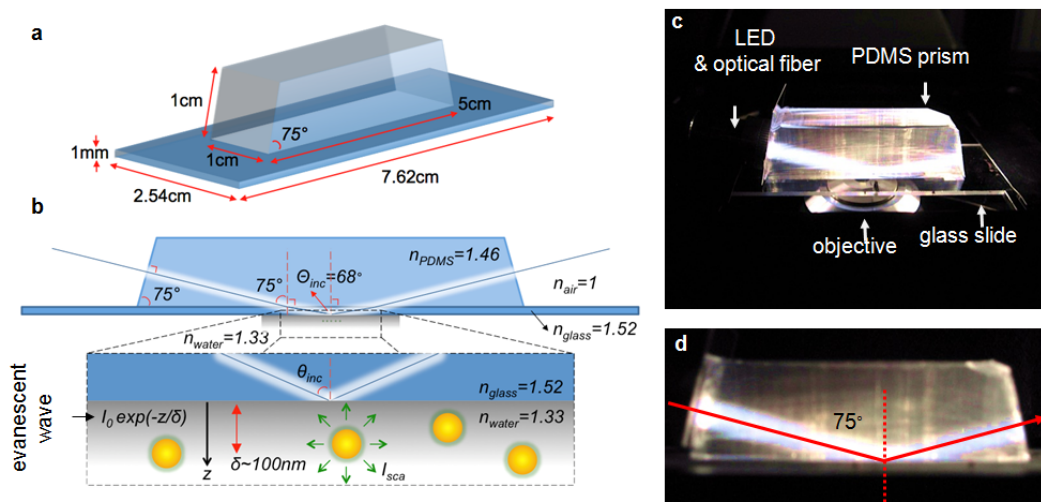 a
1cm
75°
5cm
1mm
1cm
2.54cm
7.62cm
b
n_PDMS=1.46
75°
75°
Θ_inc=68°
n_air=1
.....
n_water=1.33
n_glass=1.52
θ_inc
n_glass=1.52
evanescent
wave
I_0 exp(-z/δ)
n_water=1.33
δ~100nm
z
I_sca
c
LED
& optical fiber
PDMS prism
objective
glass slide
d
75°